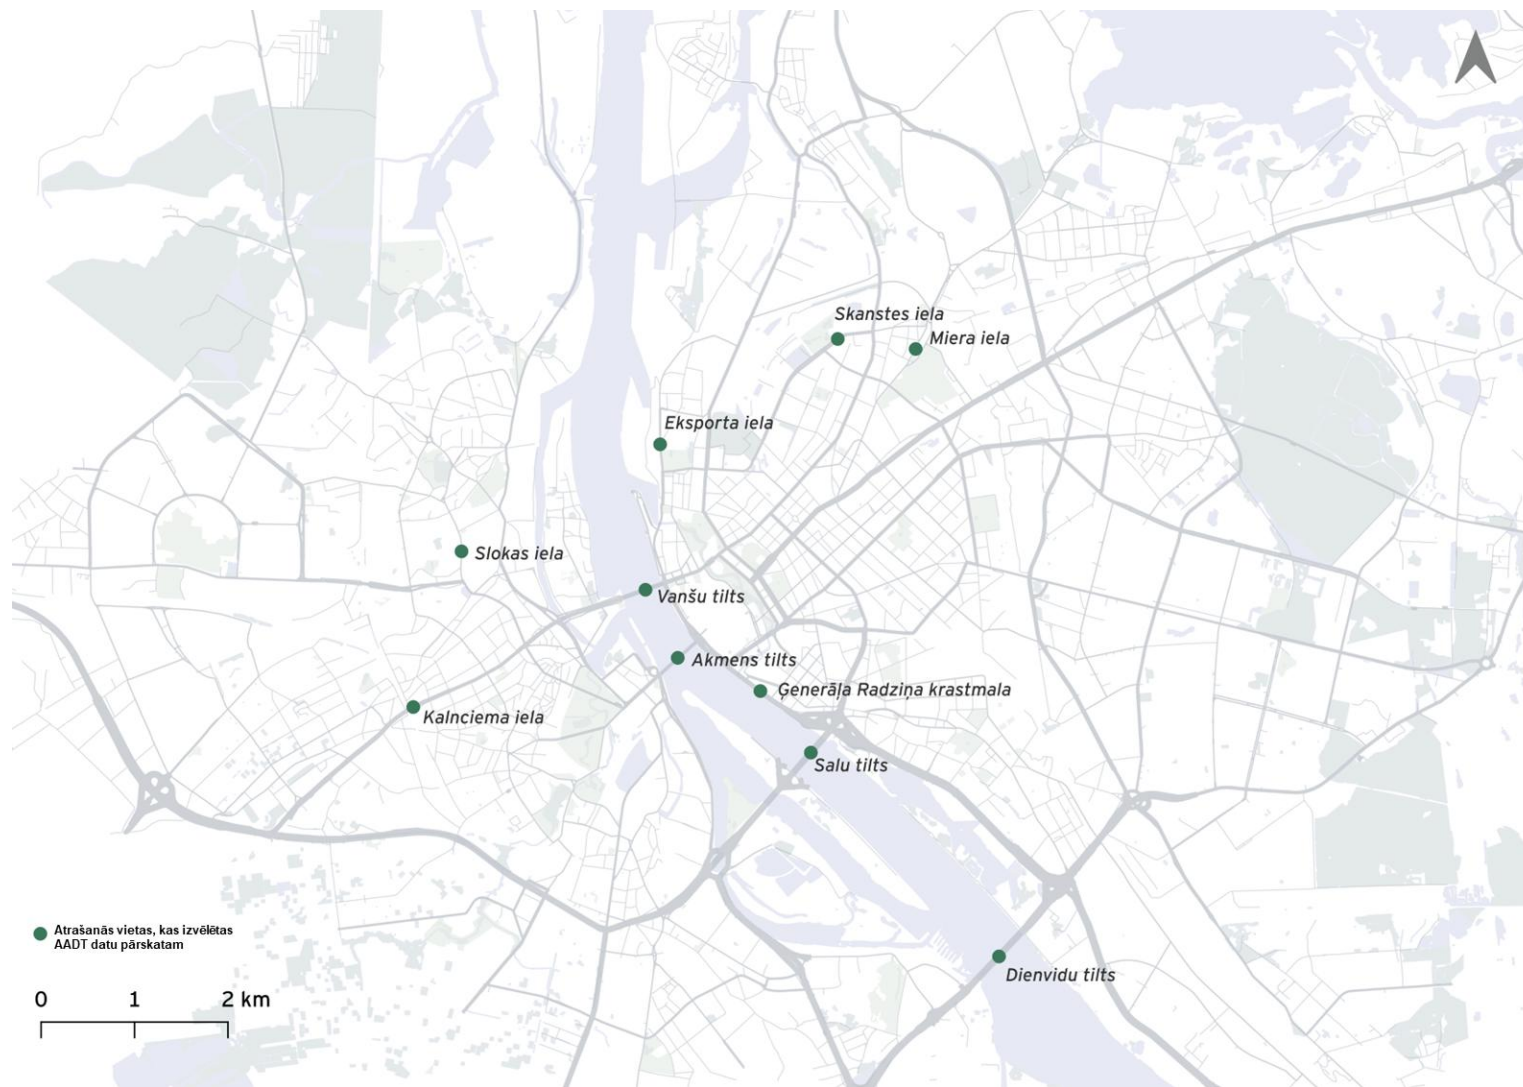 Skanstes iela
Miera iela
Eksporta iela
Slokas iela
Vanšu tilts
Akmens tilts
Ģenerāļa Radziņa krastmala
Kalnciema iela
Salu tilts
Atrašanās vietas, kas izvēlētas
AADT datu pārskatam
Dienvidu tilts
0 1 2 km